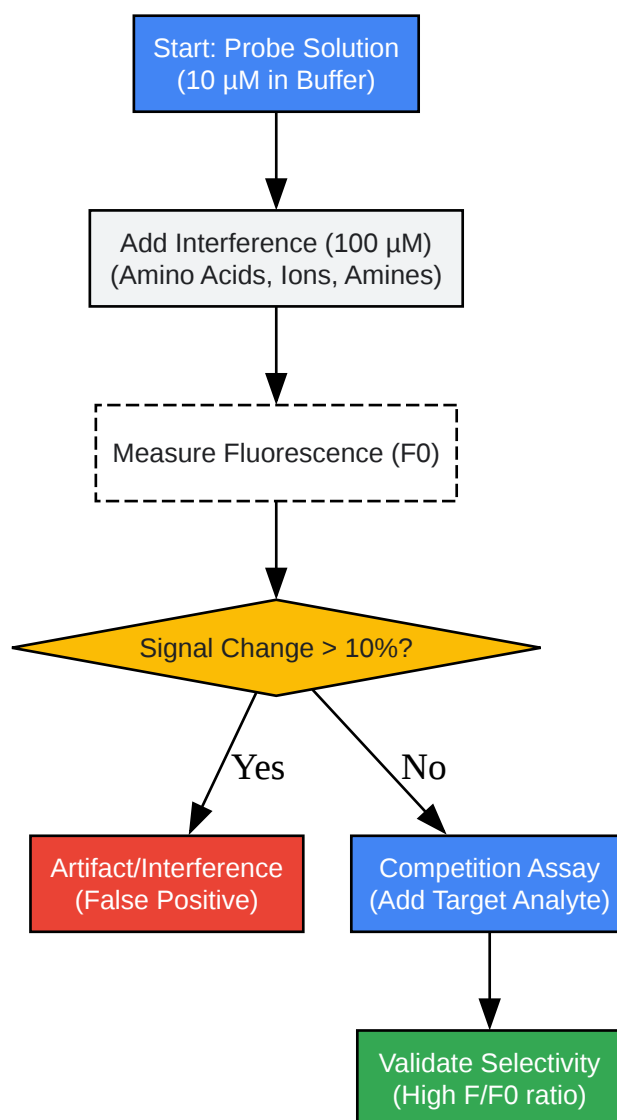 Start: Probe Solution
(10 µM in Buffer)
Add Interference (100 µM)
(Amino Acids, Ions, Amines)
Measure Fluorescence (F0)
Signal Change > 10%?
Yes
No
Artifact/Interference
(False Positive)
Competition Assay
(Add Target Analyte)
Validate Selectivity
(High F/F0 ratio)